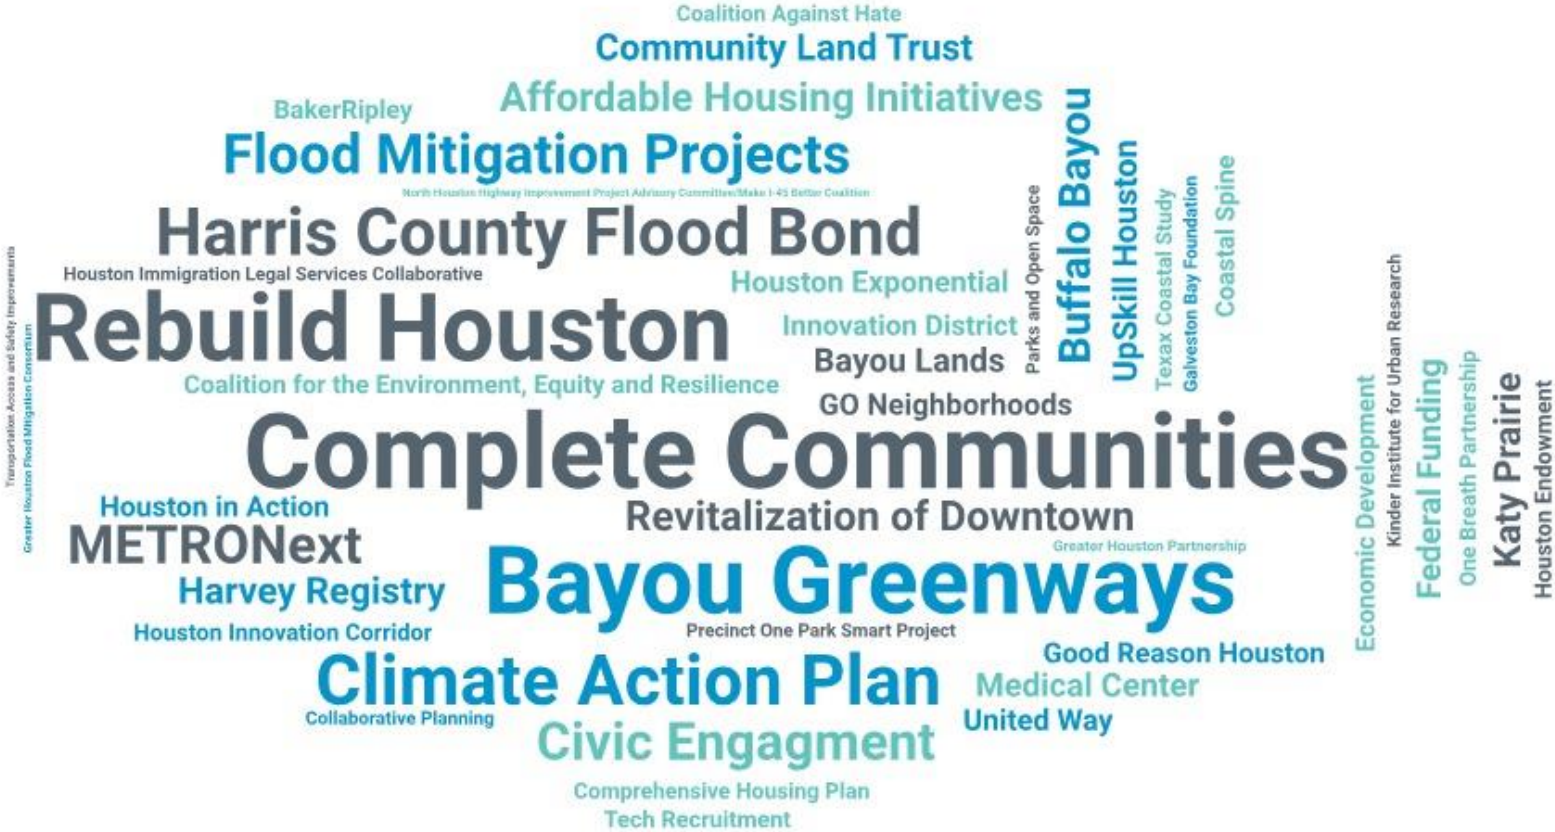 Coalition Against Hate
Community Land Trust
Affordable Housing Initiatives
BakerRipley
Flood Mitigation Projects
North Houston Highway Improvement Project Advisory Committee/Make I-45 Better Coalition
Harris County Flood Bond
Houston Immigration Legal Services Collaborative
Houston Exponential
Rebuild Houston
Innovation District
Bayou Lands
Coalition for the Environment, Equity and Resilience
GO Neighborhoods
Complete Communities
Houston in Action
Revitalization of Downtown
METRONext
Greater Houston Partnership
Bayou Greenways
Harvey Registry
Houston Innovation Corridor
Precinct One Park Smart Project
Good Reason Houston
Climate Action Plan
Medical Center
Collaborative Planning
United Way
Civic Engagment
Comprehensive Housing Plan
Tech Recruitment
Transportation Access and Safety Improvements
Greater Houston Flood Mitigation Consortium
Parks and Open Space
Buffalo Bayou
UpSkill Houston
Texax Coastal Study
Galveston Bay Foundation
Coastal Spine
Economic Development
Kinder Institute for Urban Research
Federal Funding
One Breath Partnership
Katy Prairie
Houston Endowment